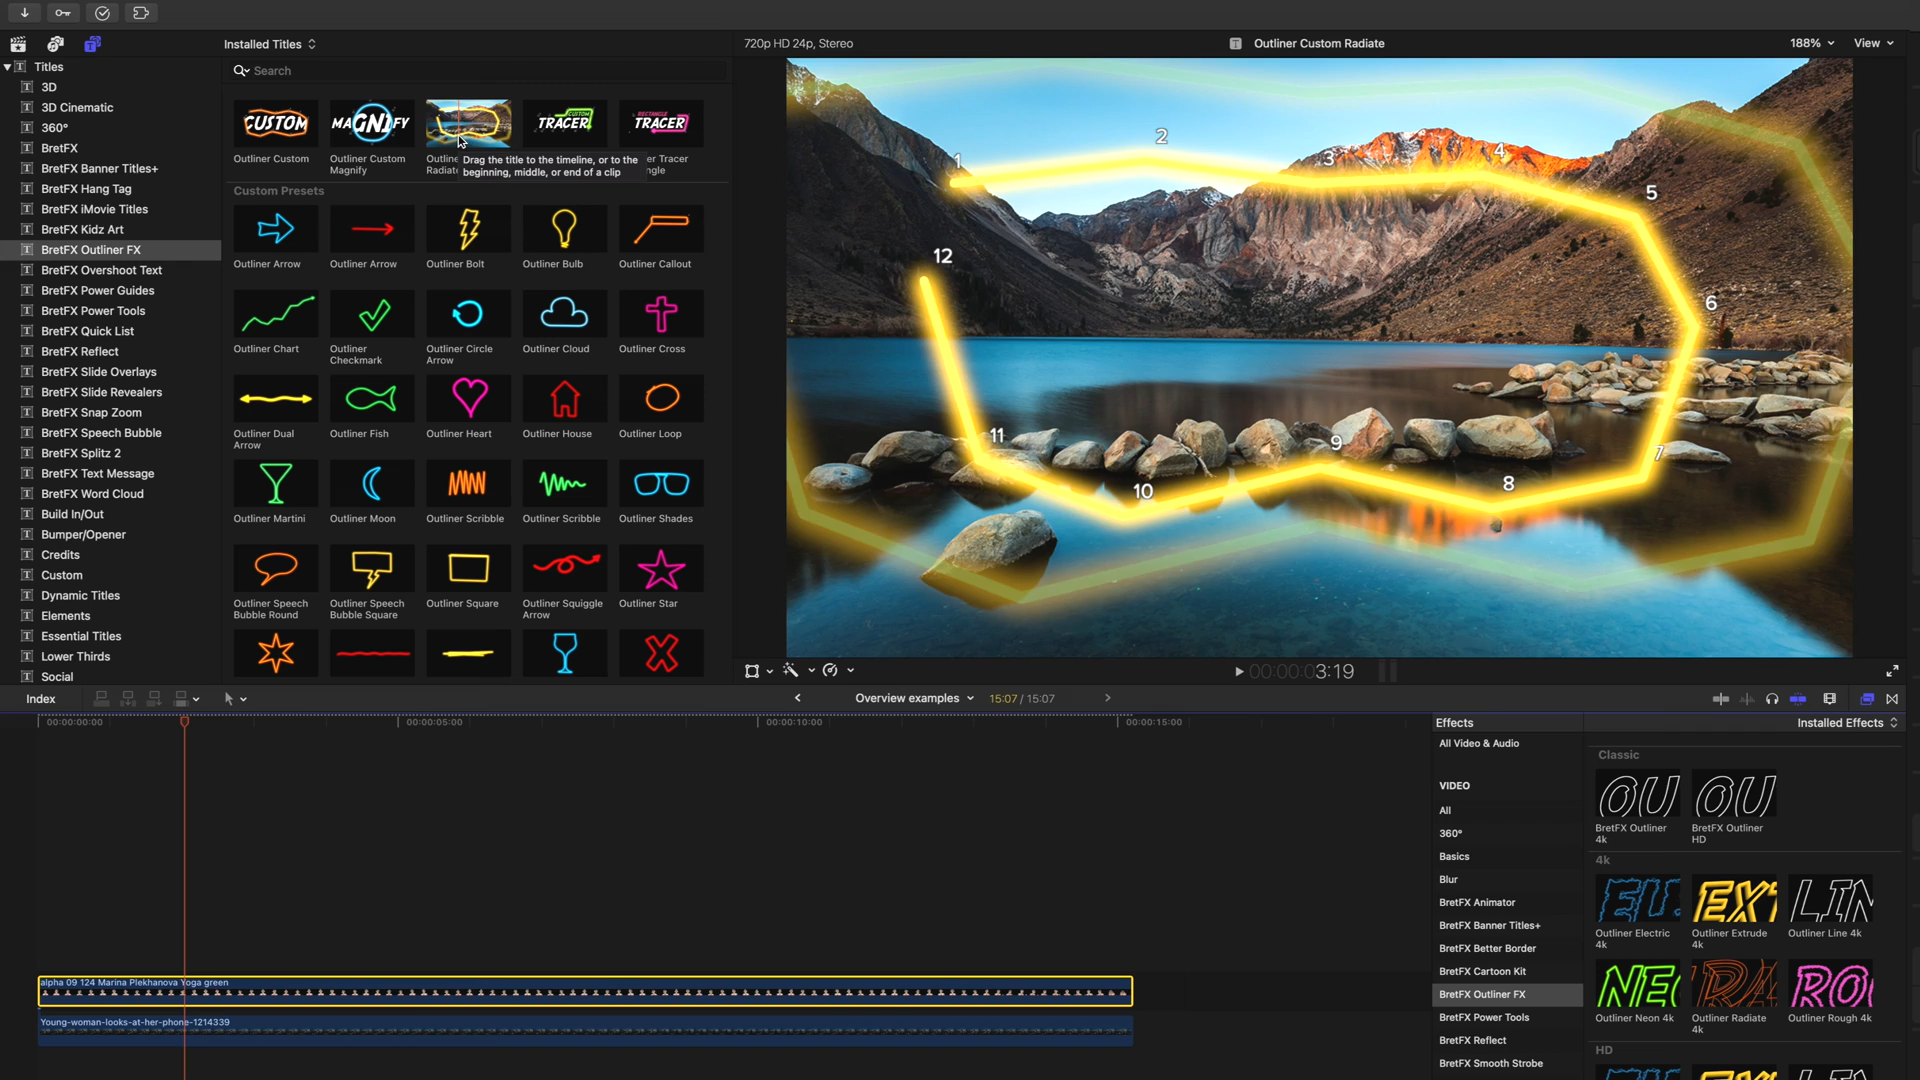 Installed Titles
720p HD 24p, Stereo
Outliner Custom Radiate
188%
View
Titles
3D
3D Cinematic
360°
BretFX
BretFX Banner Titles+
BretFX Hang Tag
BretFX iMovie Titles
BretFX Kidz Art
BretFX Outliner FX
BretFX Overshoot Text
BretFX Power Guides
BretFX Power Tools
BretFX Quick List
BretFX Reflect
BretFX Slide Overlays
BretFX Slide Revealers
BretFX Snap Zoom
BretFX Speech Bubble
BretFX Splitz 2
BretFX Text Message
BretFX Word Cloud
Build In/Out
Bumper/Opener
Credits
Custom
Dynamic Titles
Elements
Essential Titles
Lower Thirds
Social
Search
CUSTOM
MAGNIFY
CUSTOM
TRACER
RECTANGLE
TRACER
Outliner Custom
Outliner Custom
Magnify
Drag the title to the timeline, or to the
beginning, middle, or end of a clip
er Tracer
Custom Presets
Outliner Arrow
Outliner Arrow
Outliner Bolt
Outliner Bulb
Outliner Callout
Outliner Chart
Outliner
Checkmark
Outliner Circle
Arrow
Outliner Cloud
Outliner Cross
Outliner Dual
Arrow
Outliner Fish
Outliner Heart
Outliner House
Outliner Loop
Outliner Martini
Outliner Moon
Outliner Scribble
Outliner Scribble
Outliner Shades
Outliner Speech
Bubble Round
Outliner Speech
Bubble Square
Outliner Square
Outliner Squiggle
Arrow
Outliner Star
1
2
3
4
5
6
7
8
9
10
11
12
00:00:03:19
Index
Overview examples
15:07 / 15:07
00:00:00:00
00:00:05:00
00:00:10:00
00:00:15:00
alpha 09 124 Marina Plekhanova Yoga green
Young-woman-looks-at-her-phone-1214339
Effects
Installed Effects
All Video & Audio
VIDEO
All
360°
Basics
Blur
BretFX Animator
BretFX Banner Titles+
BretFX Better Border
BretFX Cartoon Kit
BretFX Outliner FX
BretFX Power Tools
BretFX Reflect
BretFX Smooth Strobe
Classic
OU
OU
BretFX Outliner
4k
BretFX Outliner
HD
4k
EXT
LIN
Outliner Electric
4k
Outliner Extrude
4k
Outliner Line 4k
NEO
RA
ROU
Outliner Neon 4k
Outliner Radiate
4k
Outliner Rough 4k
HD